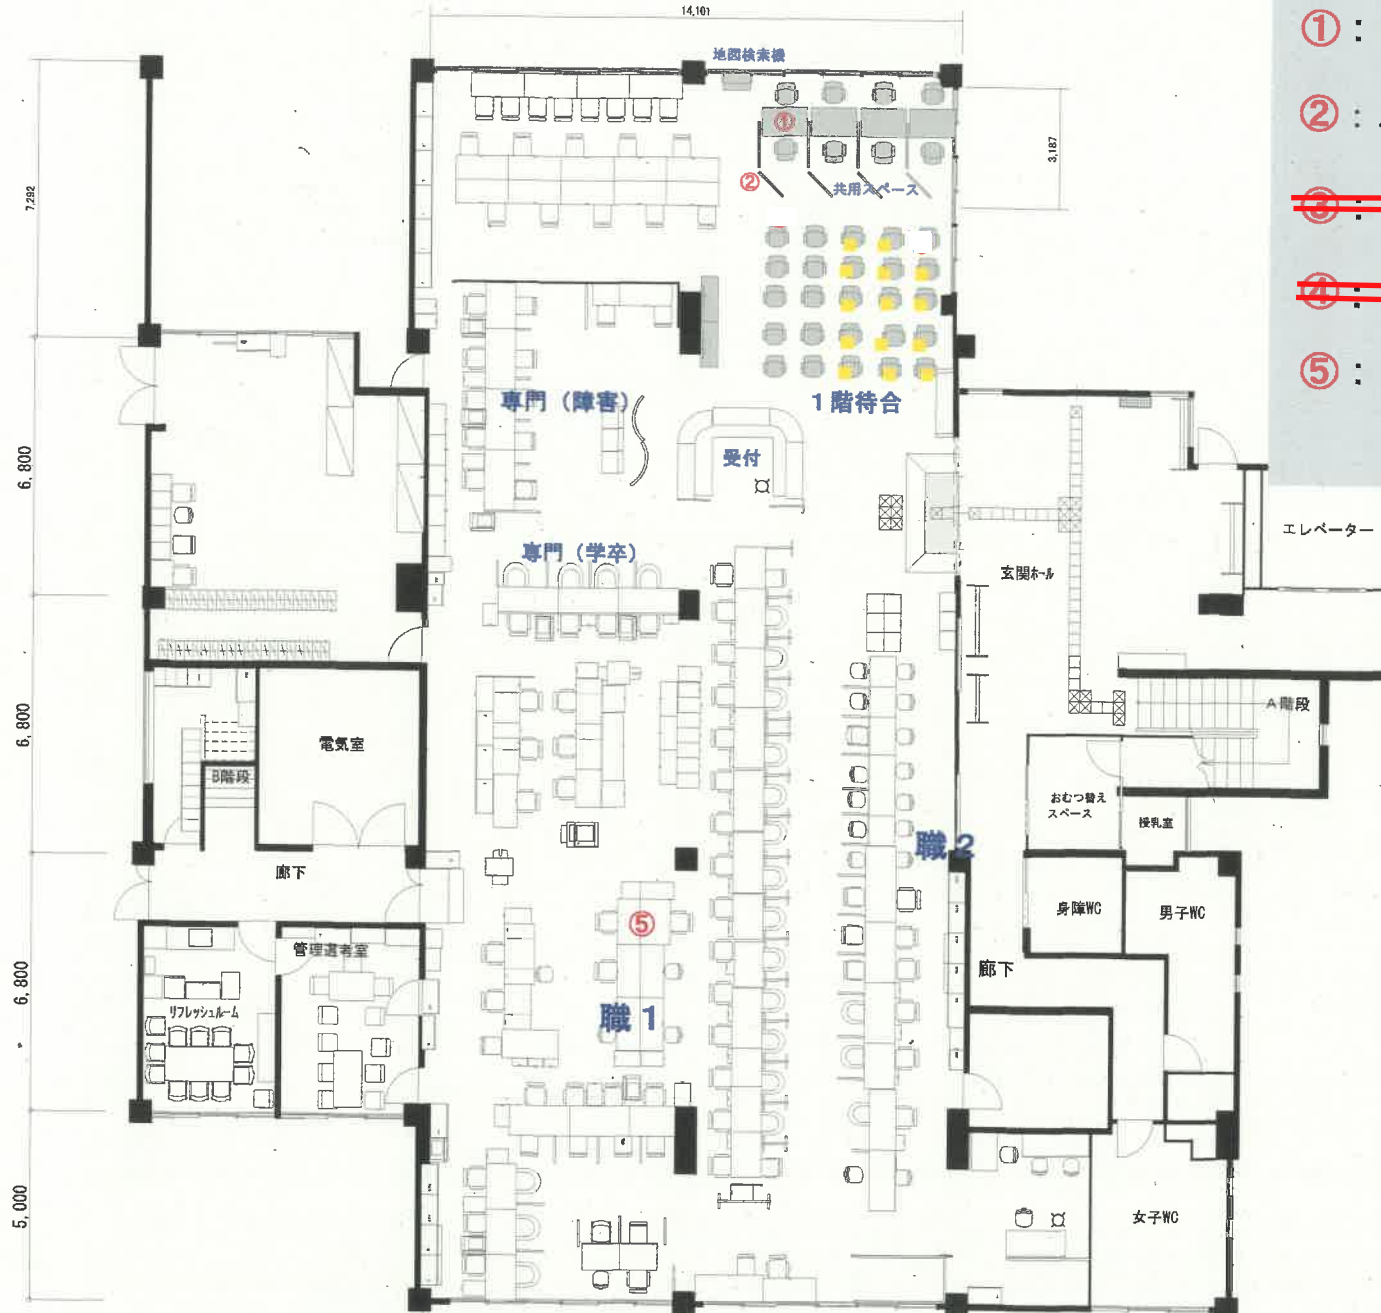 14,101
地図検索機
①：
②：
③：
④：
⑤：
①
②
共用スペース
3,187
7,292
専門（障害）
1階待合
受付
6,800
専門（学卒）
エレベーター
玄関ホール
6,800
電気室
B階段
A階段
おむつ替え
スペース
授乳室
職2
廊下
身障WC
男子WC
⑤
管理選考室
廊下
リフレッシュルーム
職1
6,800
5,000
女子WC